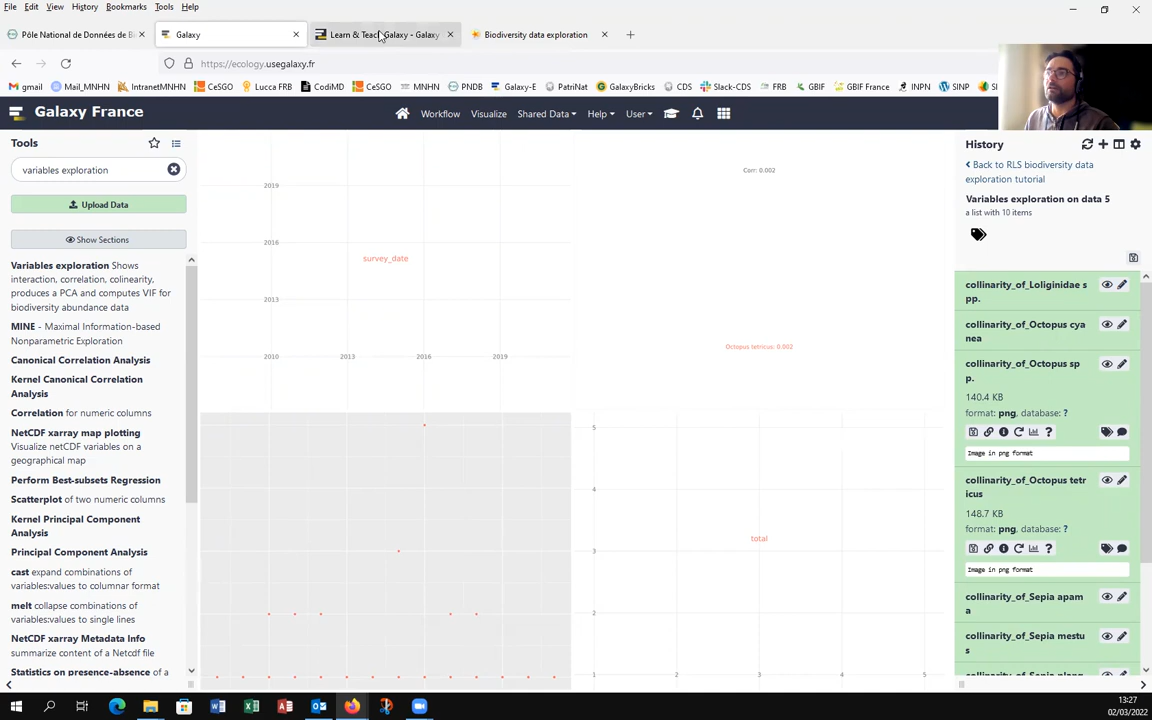 File Edit View History Bookmarks Tools Help
Pôle National de Données de Bi
Galaxy
Learn & Teach Galaxy - Galaxy
Biodiversity data exploration
https://ecology.usegalaxy.fr
gmail Mail_MNHN IntranetMNHN CeSGO Lucca FRB CodiMD CeSGO MNHN PNDB Galaxy-E PatriNat GalaxyBricks CDS Slack-CDS FRB GBIF GBIF France INPN SINP
Galaxy France
Workflow Visualize Shared Data Help User
Tools
variables exploration
Upload Data
Show Sections
Variables exploration Shows
interaction, correlation, colinearity,
produces a PCA and computes VIF for
biodiversity abundance data
MINE - Maximal Information-based
Nonparametric Exploration
Canonical Correlation Analysis
Kernel Canonical Correlation
Analysis
Correlation for numeric columns
NetCDF xarray map plotting
Visualize netCDF variables on a
geographical map
Perform Best-subsets Regression
Scatterplot of two numeric columns
Kernel Principal Component
Analysis
Principal Component Analysis
cast expand combinations of
variables:values to columnar format
melt collapse combinations of
variables:values to single lines
NetCDF xarray Metadata Info
summarize content of a Netcdf file
Statistics on presence-absence of a
2019
2016
2013
2010 2013 2016 2019
survey_date
Corr: 0.002
Octopus tetricus: 0.002
5
4
3
2
1 2 3 4 5
total
History
Back to RLS biodiversity data
exploration tutorial
Variables exploration on data 5
a list with 10 items
collinarity_of_Loliginidae s
pp.
collinarity_of_Octopus cya
nea
collinarity_of_Octopus sp
p.
140.4 KB
format: png, database: ?
Image in png format
collinarity_of_Octopus tetr
icus
148.7 KB
format: png, database: ?
Image in png format
collinarity_of_Sepia apam
a
collinarity_of_Sepia mestu
s
13:27
02/03/2022